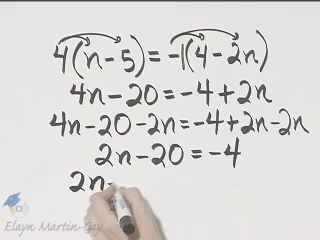 4(n - 5) = -1(4 - 2n)
4n - 20 = -4 + 2n
4n - 20 - 2n = -4 + 2n - 2n
2n - 20 = -4
2n -
Elayn Martin-Gay